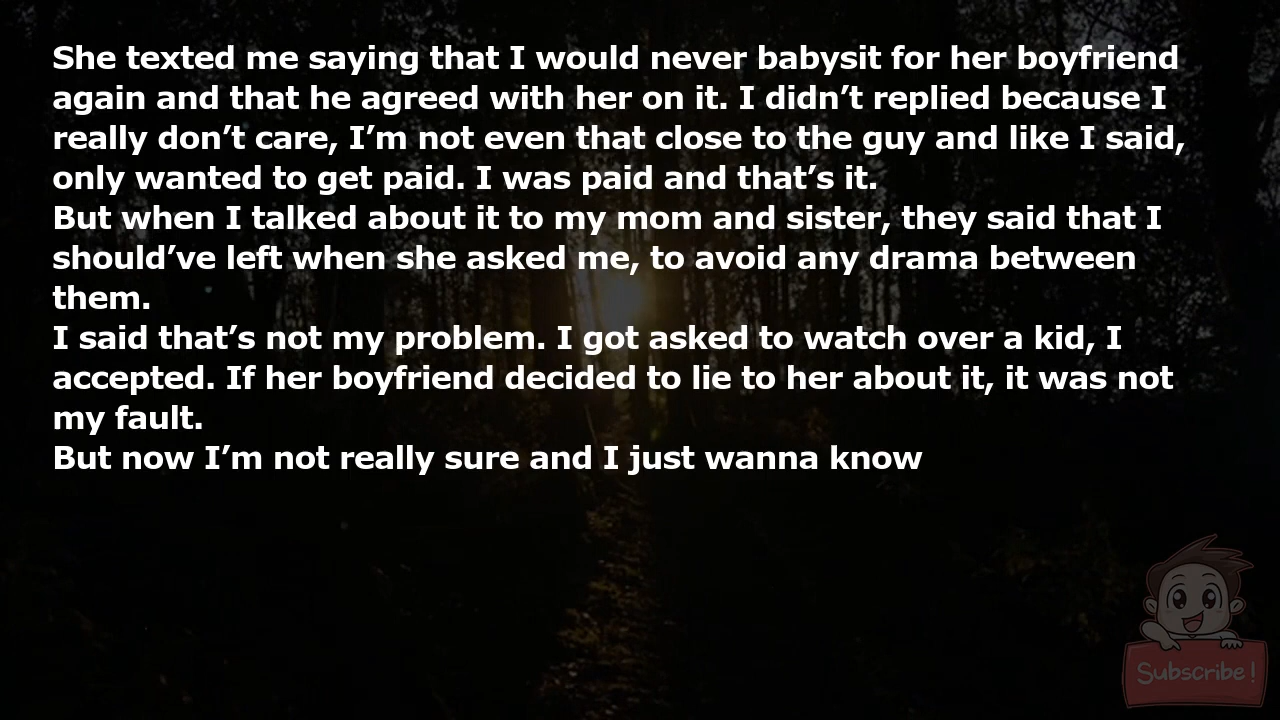 She texted me saying that I would never babysit for her boyfriend
again and that he agreed with her on it. I didn’t replied because I
really don’t care, I’m not even that close to the guy and like I said,
only wanted to get paid. I was paid and that’s it.
But when I talked about it to my mom and sister, they said that I
should’ve left when she asked me, to avoid any drama between
them.
I said that’s not my problem. I got asked to watch over a kid, I
accepted. If her boyfriend decided to lie to her about it, it was not
my fault.
But now I’m not really sure and I just wanna know
Subscribe!